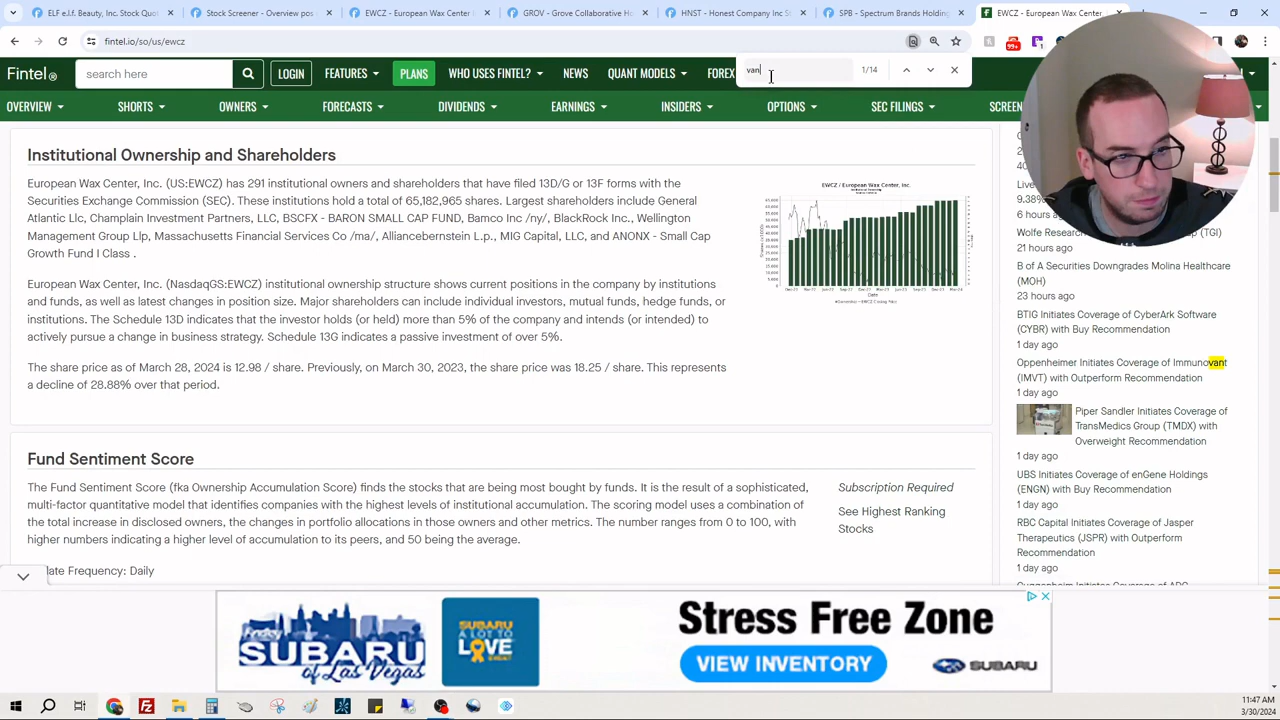 ELF e.l.f. Beauty, Inc. Stock Quot
Stock Screener - Overview por
EWCZ - European Wax Center, I
GROV - Grove Collaborative Ho
HNST - Honest Company Inc St
SPB - Spectrum Brands Holding
EWCZ - European Wax Center
fintel.io/so/us/ewcz
99+
Fintel
search here
LOGIN
FEATURES
PLANS
WHO USES FINTEL?
QUANT MODELS
FOREX
van
1/14
OVERVIEW
SHORTS
OWNERS
FORECASTS
DIVIDENDS
EARNINGS
INSIDERS
OPTIONS
SEC FILINGS
SCREEN
Institutional Ownership and Shareholders
European Wax Center, Inc. (US:EWCZ) has 291 institutional owners and shareholders that have filed 13D/G or 13F forms with the
Securities Exchange Commission (SEC). These institutions hold a total of shares. Largest shareholders include General
Atlantic Llc, Champlain Investment Partners, LLC, BSCFX - BARON SMALL CAP FUND, Bamco Inc /ny/, BlackRock Inc., Wellington
Management Group Llp, Massachusetts Financial Services Co /ma/, Alliancebernstein L.p., MIG Capital, LLC, and AVONX - Small Cap
Growth Fund I Class .
EWCZ / European Wax Center, Inc.
European Wax Center, Inc. (NasdaqGS:EWCZ) institutional ownership structure shows current positions in the company by institutions
and funds, as well as latest changes in position size. Major shareholders can include individual investors, mutual funds, hedge funds, or
institutions. The Schedule 13D indicates that the investor holds (or held) more than 5% of the company and intends (or intended) to
actively pursue a change in business strategy. Schedule 13G indicates a passive investment of over 5%.
The share price as of March 28, 2024 is 12.98 / share. Previously, on March 30, 2023, the share price was 18.25 / share. This represents
a decline of 28.88% over that period.
Fund Sentiment Score
The Fund Sentiment Score (fka Ownership Accumulation Score) finds stocks that are being most bought by funds. It is the result of a sophisticated,
multi-factor quantitative model that identifies companies with the highest levels of institutional accumulation. The scoring model uses a combination of
the total increase in disclosed owners, the changes in portfolio allocations in those owners and other metrics. The number ranges from 0 to 100, with
higher numbers indicating a higher level of accumulation to its peers, and 50 being the average.
Subscription Required
See Highest Ranking
Stocks
ate Frequency: Daily
9.38%
6 hours ago
Wolfe Research (TGI)
21 hours ago
B of A Securities Downgrades Molina Healthcare
(MOH)
23 hours ago
BTIG Initiates Coverage of CyberArk Software
(CYBR) with Buy Recommendation
1 day ago
Oppenheimer Initiates Coverage of Immunovant
(IMVT) with Outperform Recommendation
1 day ago
Piper Sandler Initiates Coverage of
TransMedics Group (TMDX) with
Overweight Recommendation
1 day ago
UBS Initiates Coverage of enGene Holdings
(ENGN) with Buy Recommendation
1 day ago
RBC Capital Initiates Coverage of Jasper
Therapeutics (JSPR) with Outperform
Recommendation
1 day ago
SUBARU
Las Vegas
SUBARU
LOVE
Stress Free Zone
VIEW INVENTORY
SUBARU
11:47 AM
3/30/2024